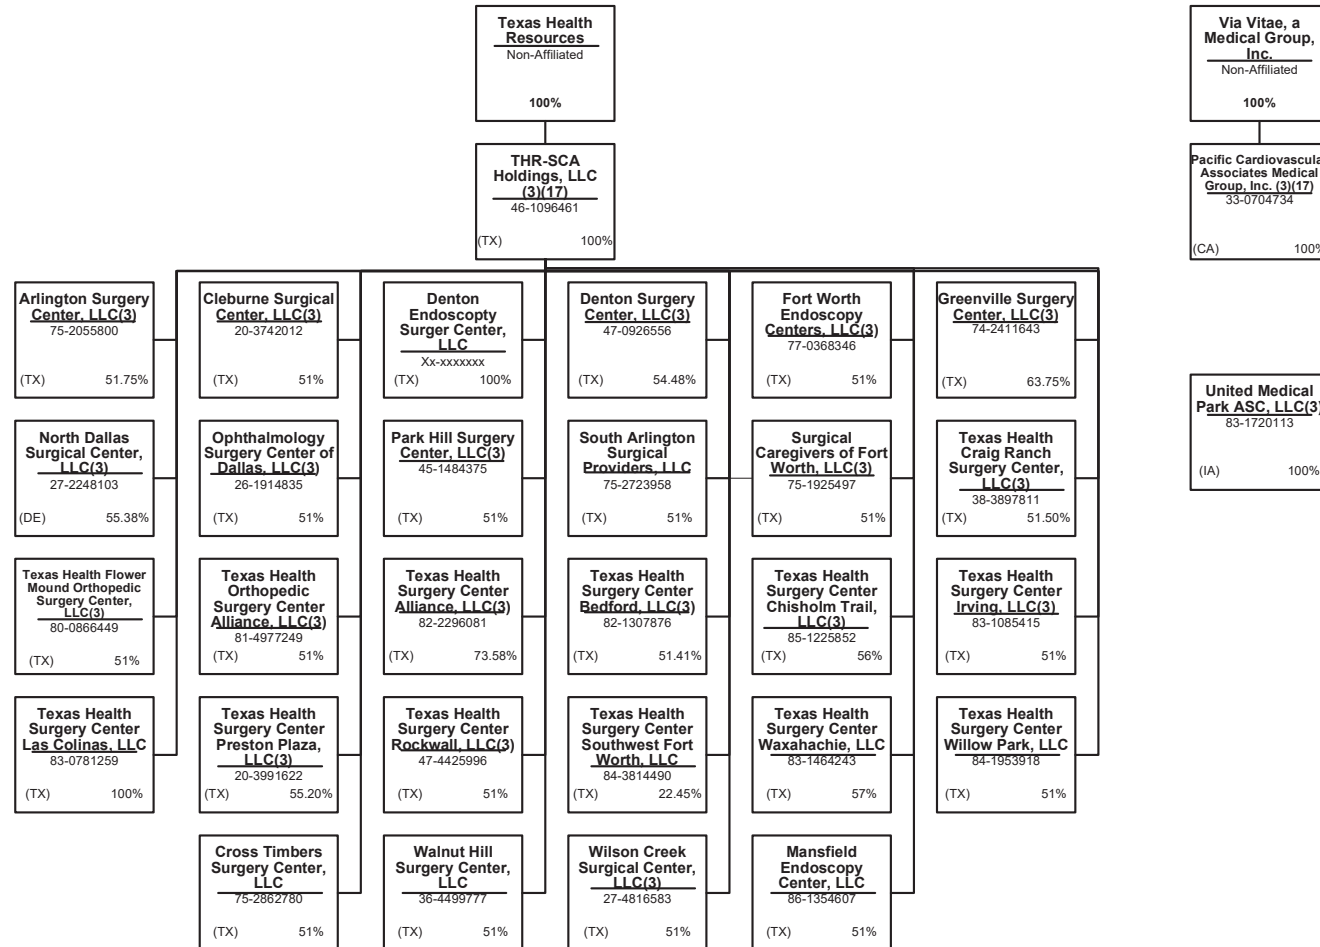 Texas Health
Resources
Non-Affiliated
100%
Via Vitae, a
Medical Group,
Inc.
Non-Affiliated
100%
THR-SCA
Holdings, LLC
(3)(17)
46-1096461
(TX) 100%
Pacific Cardiovascula
Associates Medical
Group, Inc. (3)(17)
33-0704734
(CA) 100%
Arlington Surgery
Center, LLC(3)
75-2055800
(TX) 51.75%
Cleburne Surgical
Center, LLC(3)
20-3742012
(TX) 51%
Denton
Endoscopty
Surger Center,
LLC
Xx-xxxxxxx
(TX) 100%
Denton Surgery
Center, LLC(3)
47-0926556
(TX) 54.48%
Fort Worth
Endoscopy
Centers, LLC(3)
77-0368346
(TX) 51%
Greenville Surgery
Center, LLC(3)
74-2411643
(TX) 63.75%
United Medical
Park ASC, LLC(3)
83-1720113
(IA) 100%
North Dallas
Surgical Center,
LLC(3)
27-2248103
(DE) 55.38%
Ophthalmology
Surgery Center of
Dallas, LLC(3)
26-1914835
(TX) 51%
Park Hill Surgery
Center, LLC(3)
45-1484375
(TX) 51%
South Arlington
Surgical
Providers, LLC
75-2723958
(TX) 51%
Surgical
Caregivers of Fort
Worth, LLC(3)
75-1925497
(TX) 51%
Texas Health
Craig Ranch
Surgery Center,
LLC(3)
38-3897811
(TX) 51.50%
Texas Health Flower
Mound Orthopedic
Surgery Center,
LLC(3)
80-0866449
(TX) 51%
Texas Health
Orthopedic
Surgery Center
Alliance, LLC(3)
81-4977249
(TX) 51%
Texas Health
Surgery Center
Alliance, LLC(3)
82-2296081
(TX) 73.58%
Texas Health
Surgery Center
Bedford, LLC(3)
82-1307876
(TX) 51.41%
Texas Health
Surgery Center
Chisholm Trail,
LLC(3)
85-1225852
(TX) 56%
Texas Health
Surgery Center
Irving, LLC(3)
83-1085415
(TX) 51%
Texas Health
Surgery Center
Las Colinas, LLC
83-0781259
(TX) 100%
Texas Health
Surgery Center
Preston Plaza,
LLC(3)
20-3991622
(TX) 55.20%
Texas Health
Surgery Center
Rockwall, LLC(3)
47-4425996
(TX) 51%
Texas Health
Surgery Center
Southwest Fort
Worth, LLC
84-3814490
(TX) 22.45%
Texas Health
Surgery Center
Waxahachie, LLC
83-1464243
(TX) 57%
Texas Health
Surgery Center
Willow Park, LLC
84-1953918
(TX) 51%
Cross Timbers
Surgery Center,
LLC
75-2862780
(TX) 51%
Walnut Hill
Surgery Center,
LLC
36-4499777
(TX) 51%
Wilson Creek
Surgical Center,
LLC(3)
27-4816583
(TX) 51%
Mansfield
Endoscopy
Center, LLC
86-1354607
(TX) 51%